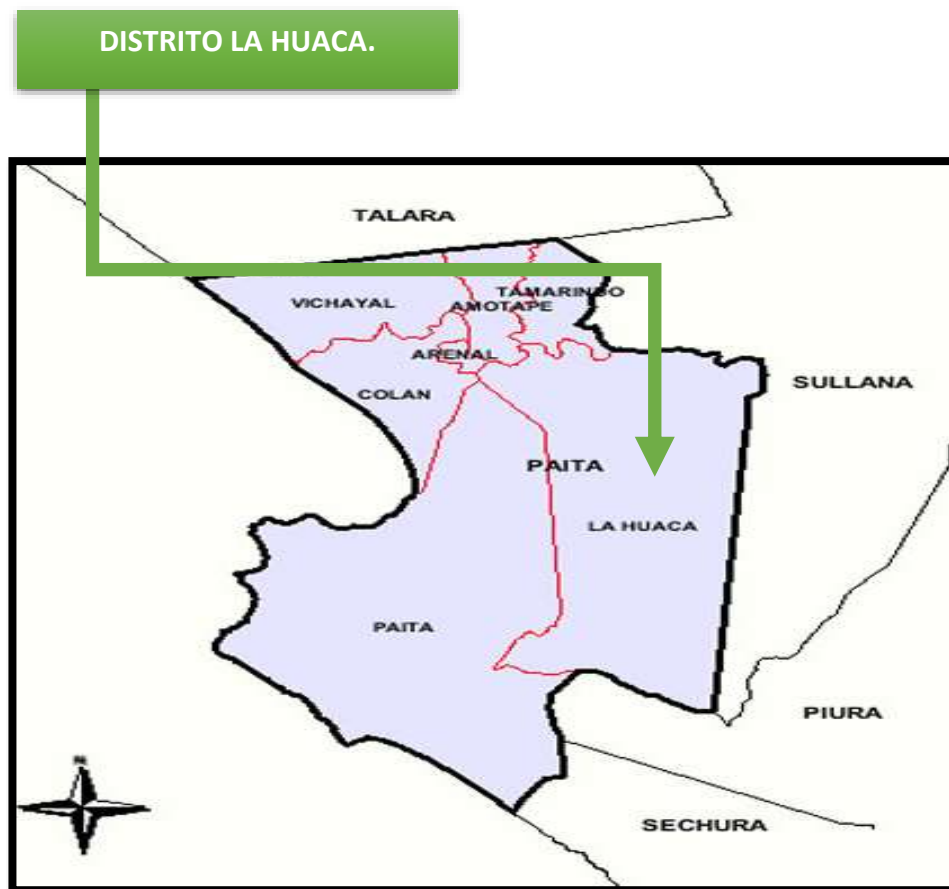 DISTRITO LA HUACA.
TALARA
VICHAYAL
TAMARINDO
AMOTAPE
ARENAL
COLAN
SULLANA
PAITA
LA HUACA
PAITA
PIURA
SECHURA
N